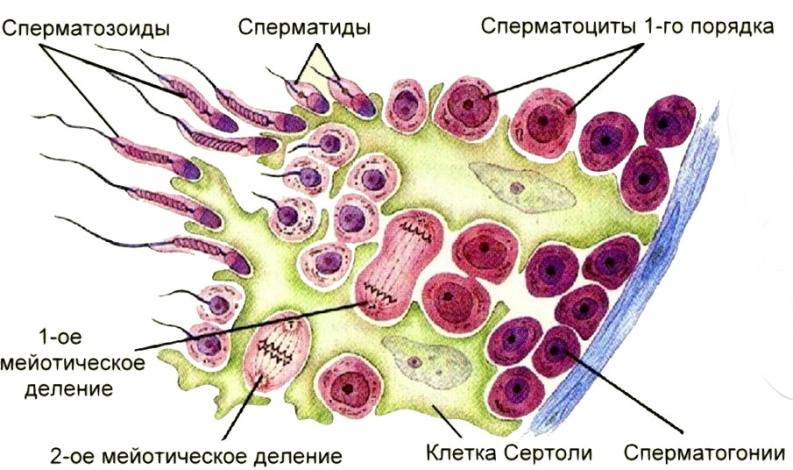 Сперматозоиды
Сперматиды
Сперматоциты 1-го порядка
1-ое
мейотическое
деление
2-ое мейотическое деление
Клетка Сертоли
Сперматогонии